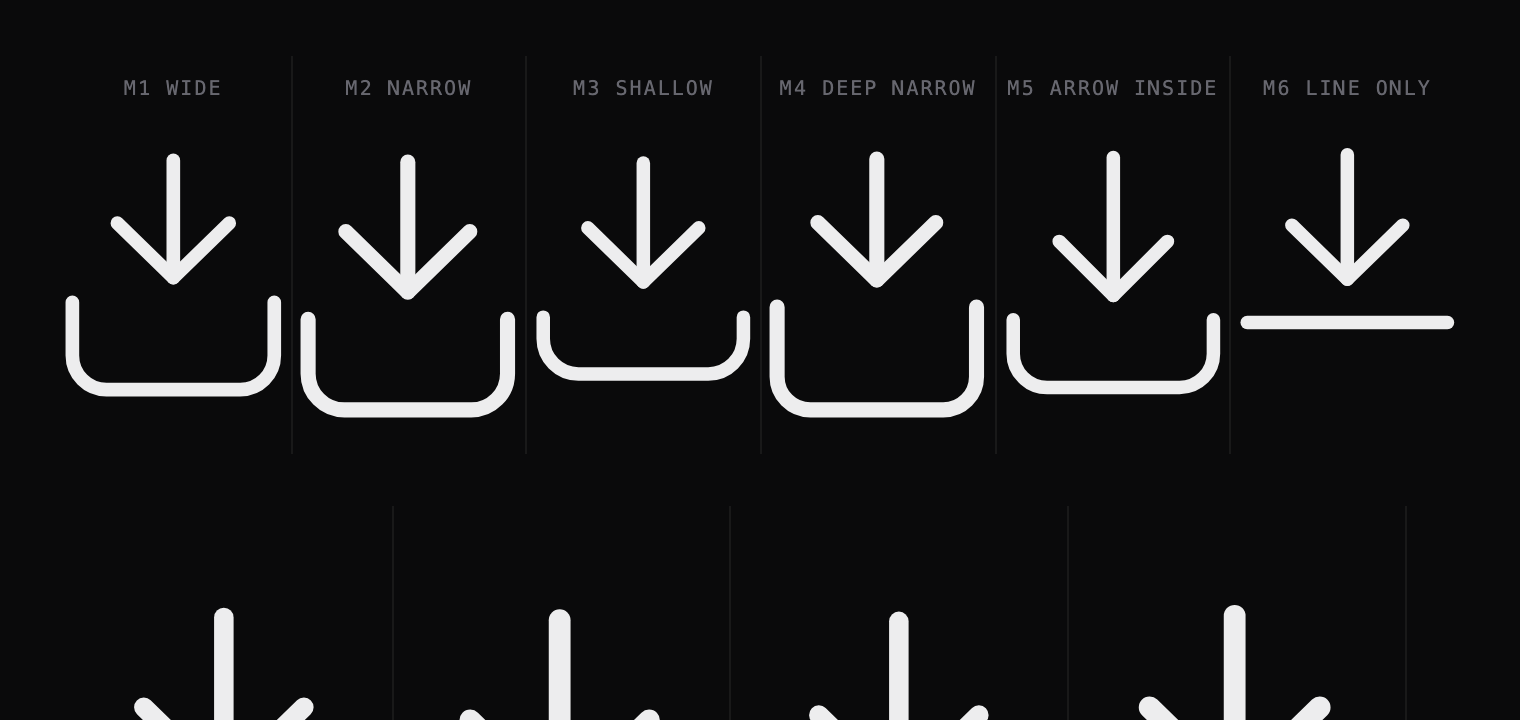 M1 WIDE
M2 NARROW
M3 SHALLOW
M4 DEEP NARROW
M5 ARROW INSIDE
M6 LINE ONLY